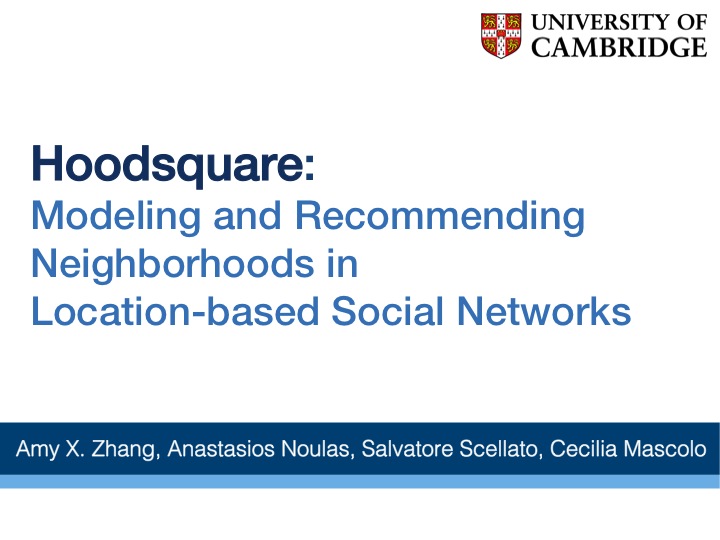 UNIVERSITY OF
CAMBRIDGE
Hoodsquare:
Modeling and Recommending
Neighborhoods in
Location-based Social Networks
Amy X. Zhang, Anastasios Noulas, Salvatore Scellato, Cecilia Mascolo